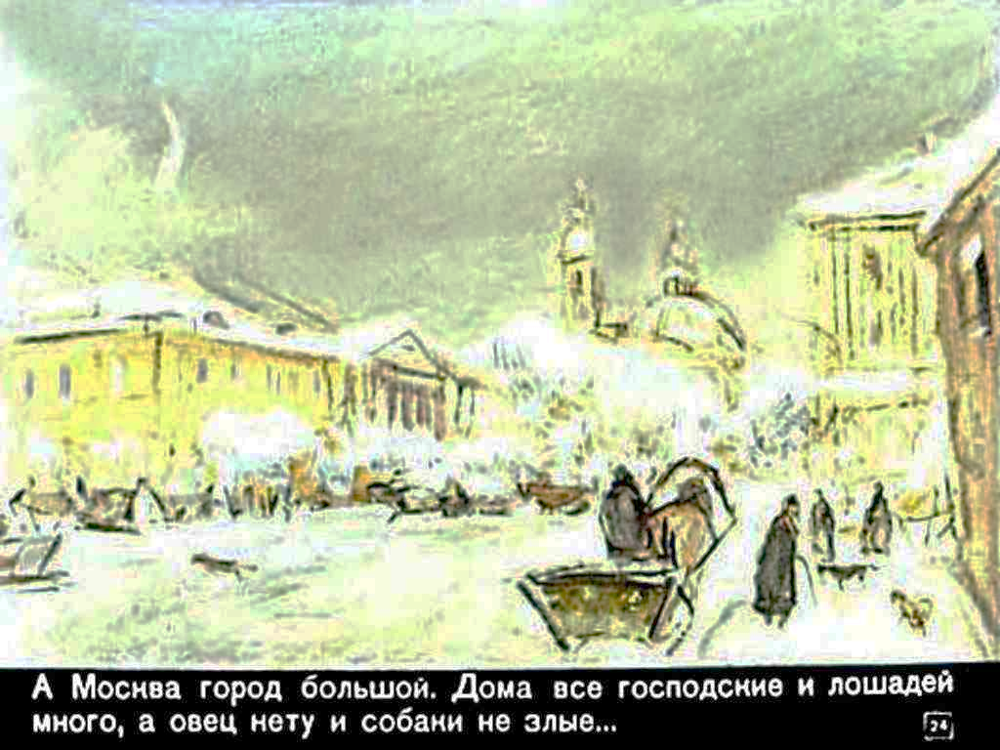 А Москва город большой. Дома все господские и лошадей
много, а овец нету и собаки не злые...
24